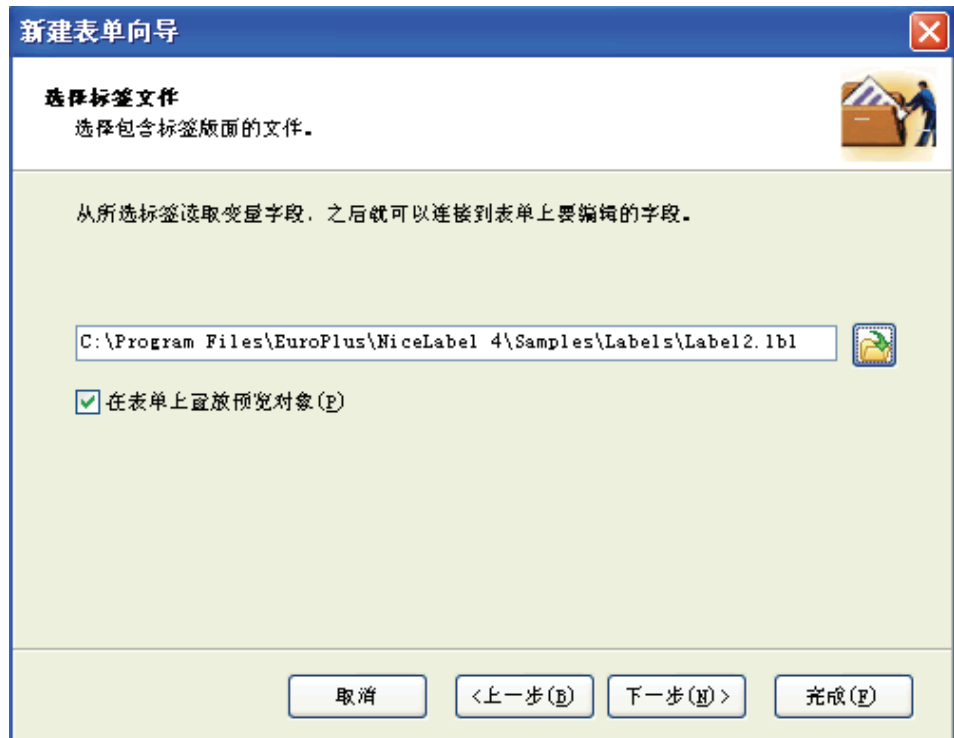 新建表单向导
选择标签文件
选择包含标签版面的文件。
从所选标签读取变量字段，之后就可以连接到表单上要编辑的字段。
C:\Program Files\EuroPlus\NiceLabel 4\Samples\Labels\Label2.lbl
在表单上置放预览对象(P)
取消
<上一步(B)
下一步(N)>
完成(F)